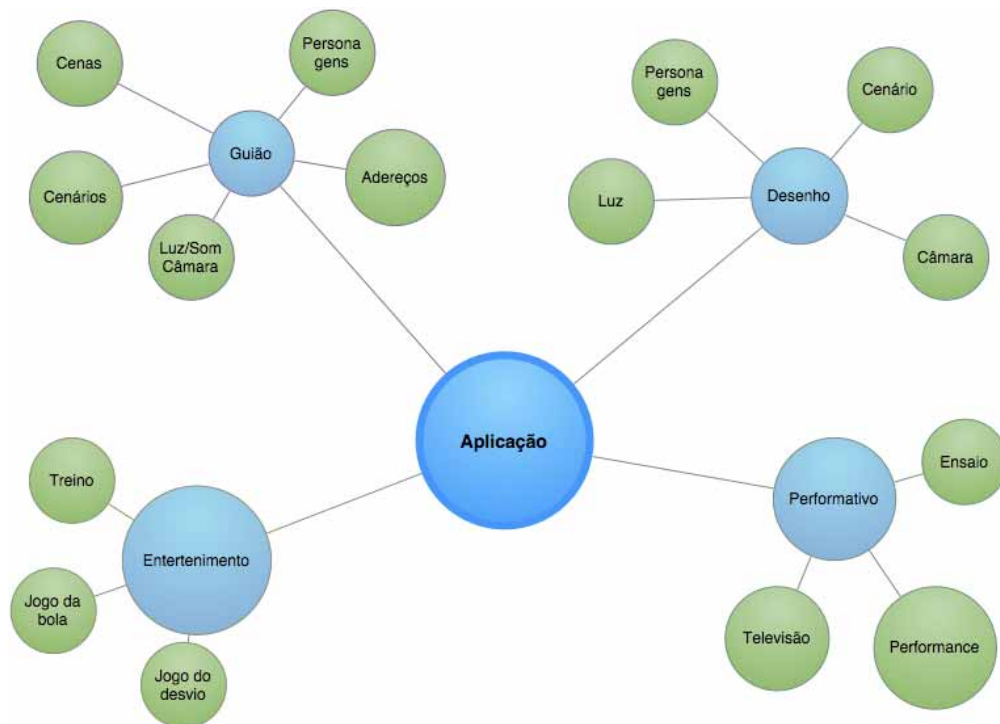 Persona
gens
Cenas
Guião
Adereços
Cenários
Luz/Som
Câmara
Persona
gens
Cenário
Luz
Desenho
Câmara
Aplicação
Treino
Entertenimento
Jogo da
bola
Jogo do
desvio
Ensaio
Performativo
Televisão
Performance